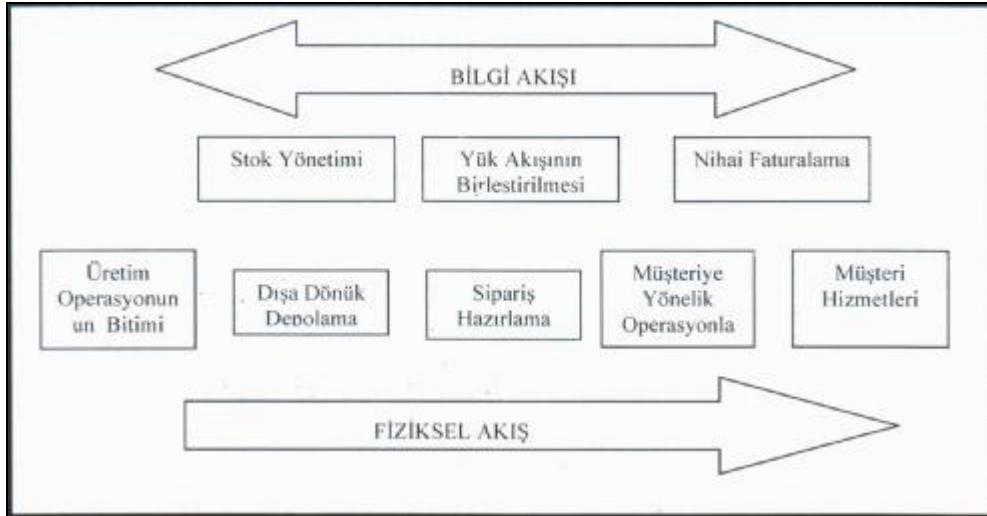 BİLGİ AKIŞI
Stok Yönetimi
Yük Akışının
Birleştirilmesi
Nihai Faturalama
Üretim
Operasyonun
un Bitimi
Dışa Dönük
Depolama
Sipariş
Hazırlama
Müşteriye
Yönelik
Operasyonla
Müşteri
Hizmetleri
FİZİKSEL AKIŞ